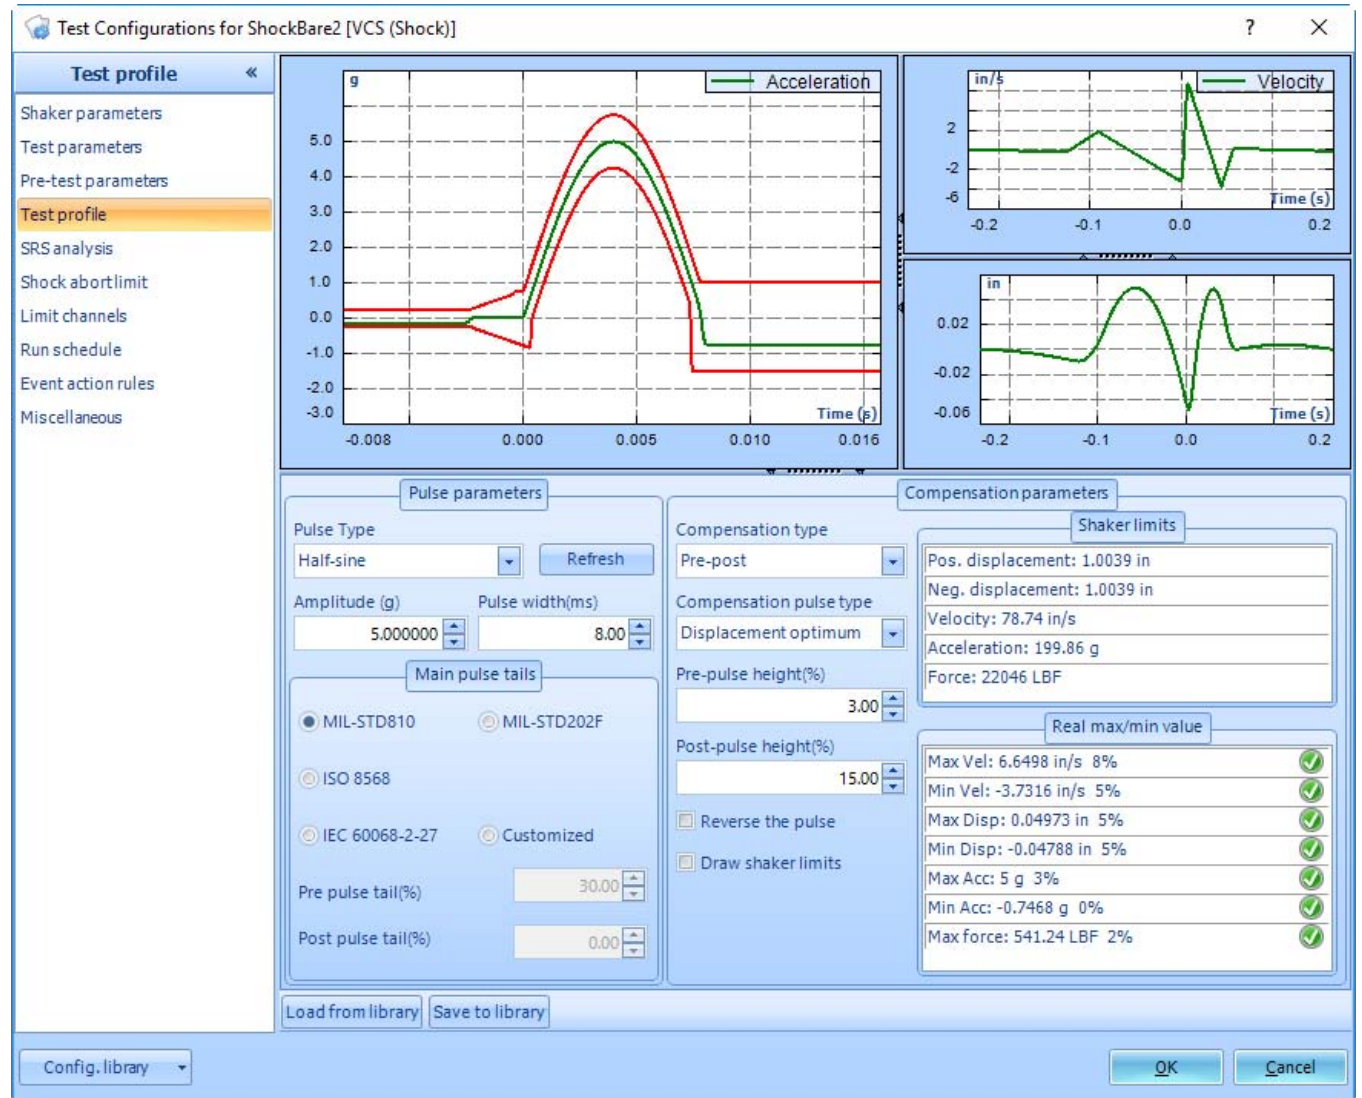 Test Configurations for ShockBare2 [VCS (Shock)]
?
Test profile «
Shaker parameters
Test parameters
Pre-test parameters
Test profile
SRS analysis
Shock abort limit
Limit channels
Run schedule
Event action rules
Miscellaneous
g
Acceleration
5.0
4.0
3.0
2.0
1.0
0.0
-1.0
-2.0
-3.0
Time (s)
-0.008 0.000 0.005 0.010 0.016
in/s
Velocity
2
-2
-6
Time (s)
-0.2 -0.1 0.0 0.2
in
0.02
-0.02
-0.06
Time (s)
-0.2 -0.1 0.0 0.2
Pulse parameters
Pulse Type
Half-sine
Refresh
Amplitude (g) Pulse width(ms)
5.000000 8.00
Main pulse tails
MIL-STD810 MIL-STD202F
ISO 8568
IEC 60068-2-27 Customized
Pre pulse tail(%) 30.00
Post pulse tail(%) 0.00
Compensation parameters
Compensation type
Pre-post
Compensation pulse type
Displacement optimum
Pre-pulse height(%)
3.00
Post-pulse height(%)
15.00
Reverse the pulse
Draw shaker limits
Shaker limits
Pos. displacement: 1.0039 in
Neg. displacement: 1.0039 in
Velocity: 78.74 in/s
Acceleration: 199.86 g
Force: 22046 LBF
Real max/min value
Max Vel: 6.6498 in/s 8%
Min Vel: -3.7316 in/s 5%
Max Disp: 0.04973 in 5%
Min Disp: -0.04788 in 5%
Max Acc: 5 g 3%
Min Acc: -0.7468 g 0%
Max force: 541.24 LBF 2%
Load from library Save to library
Config. library
OK Cancel